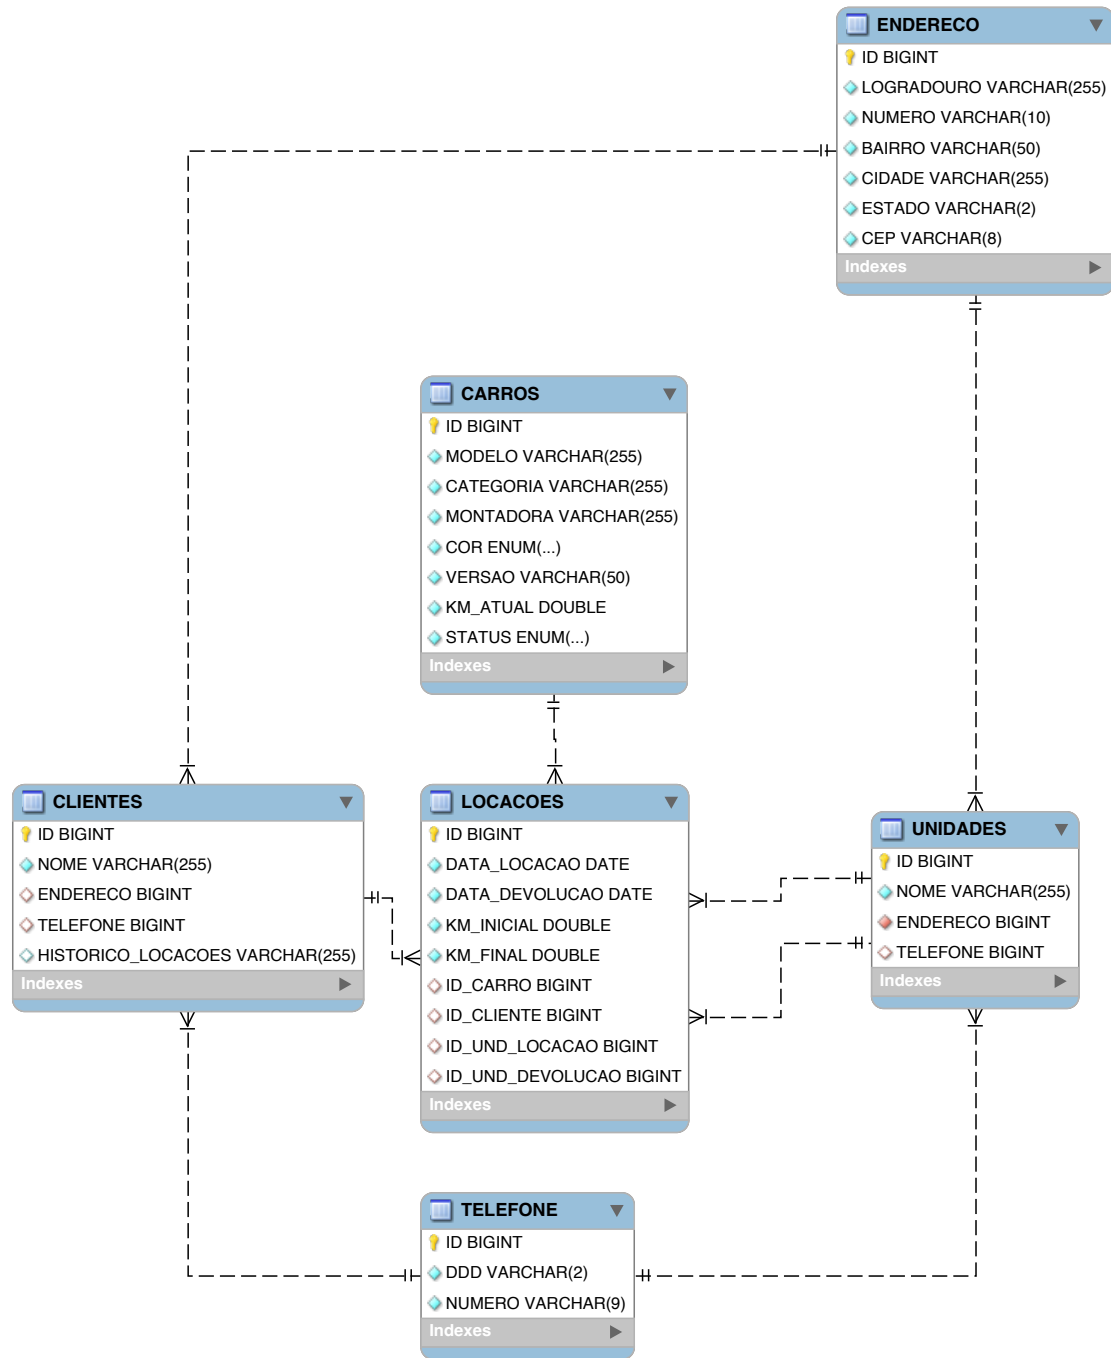 ENDERECO
ID BIGINT
LOGRADOURO VARCHAR(255)
NUMERO VARCHAR(10)
BAIRRO VARCHAR(50)
CIDADE VARCHAR(255)
ESTADO VARCHAR(2)
CEP VARCHAR(8)
Indexes
CARROS
ID BIGINT
MODELO VARCHAR(255)
CATEGORIA VARCHAR(255)
MONTADORA VARCHAR(255)
COR ENUM(...)
VERSAO VARCHAR(50)
KM_ATUAL DOUBLE
STATUS ENUM(...)
Indexes
CLIENTES
ID BIGINT
NOME VARCHAR(255)
ENDERECO BIGINT
TELEFONE BIGINT
HISTORICO_LOCACOES VARCHAR(255)
Indexes
LOCACOES
ID BIGINT
DATA_LOCACAO DATE
DATA_DEVOLUCAO DATE
KM_INICIAL DOUBLE
KM_FINAL DOUBLE
ID_CARRO BIGINT
ID_CLIENTE BIGINT
ID_UND_LOCACAO BIGINT
ID_UND_DEVOLUCAO BIGINT
Indexes
UNIDADES
ID BIGINT
NOME VARCHAR(255)
ENDERECO BIGINT
TELEFONE BIGINT
Indexes
TELEFONE
ID BIGINT
DDD VARCHAR(2)
NUMERO VARCHAR(9)
Indexes